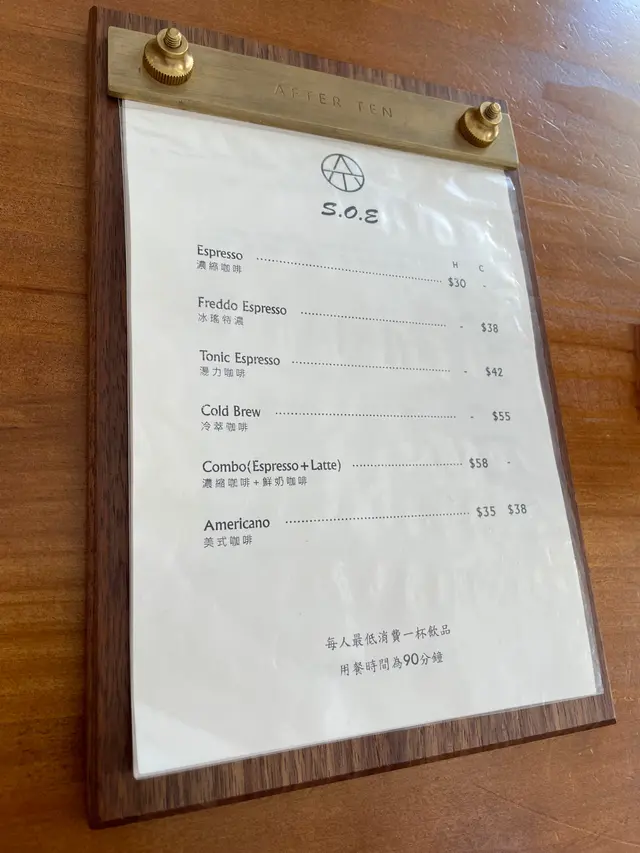 AFTER TEN
S.O.E
H C
Espresso $30 -
濃縮咖啡
Freddo Espresso - $38
冰瑤特濃
Tonic Espresso - $42
湯力咖啡
Cold Brew - $55
冷萃咖啡
Combo(Espresso+Latte) $58 -
濃縮咖啡+鮮奶咖啡
Americano $35 $38
美式咖啡
每人最低消費一杯飲品
用餐時間為90分鐘